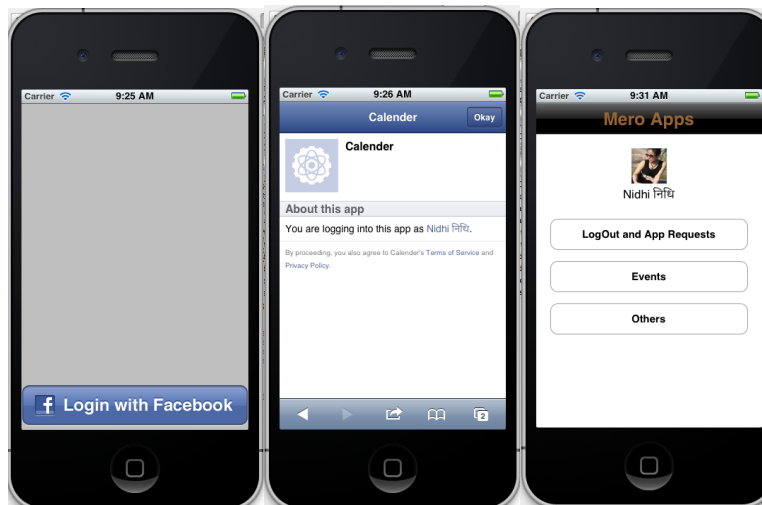 Carrier 9:25 AM
f Login with Facebook
Carrier 9:26 AM
Calender Okay
Calender
About this app
You are logging into this app as Nidhi निधि.
By proceeding, you also agree to Calender's Terms of Service and
Privacy Policy.
2
Carrier 9:31 AM
Mero Apps
Nidhi निधि
LogOut and App Requests
Events
Others